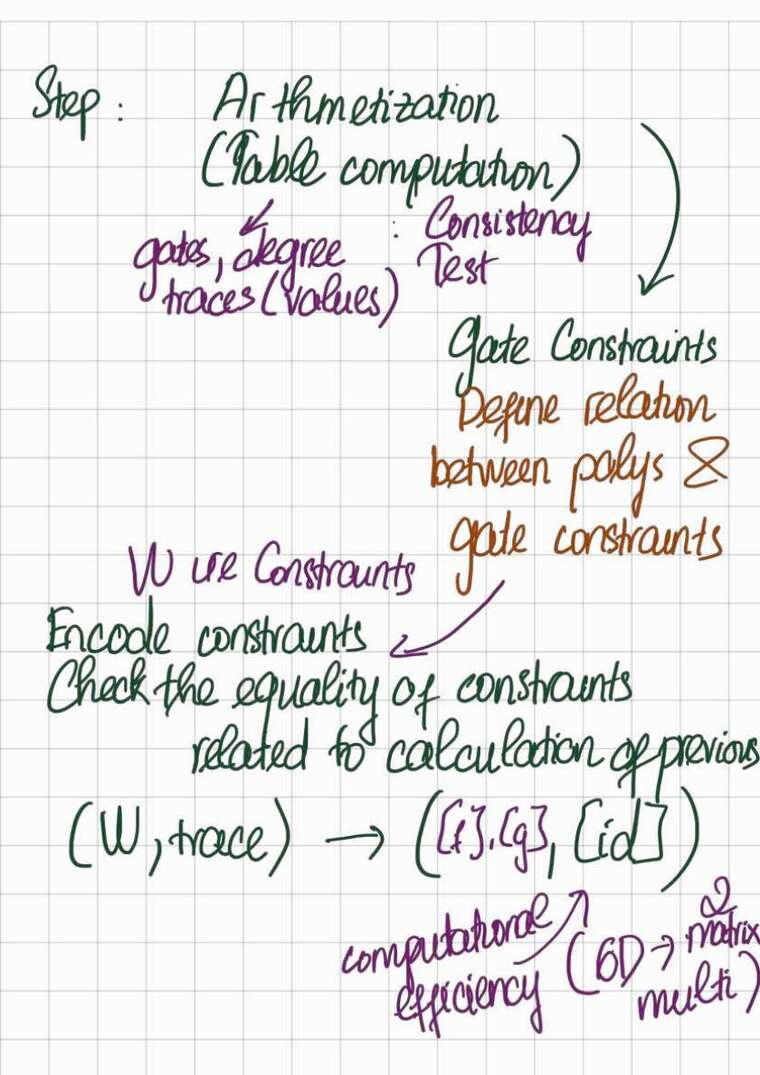 Step : Arthmetization
(Table computation)
gates, degree : Consistency
traces (values) Test
gate Constraints
Define relation
between polys &
gate constraints
Wire Constraints
Encode constraints
Check the equality of constraints
related to calculation of previous
(W, trace) → ([f], [g], [id])
computational
efficiency (6D → 2 matrix
multi)